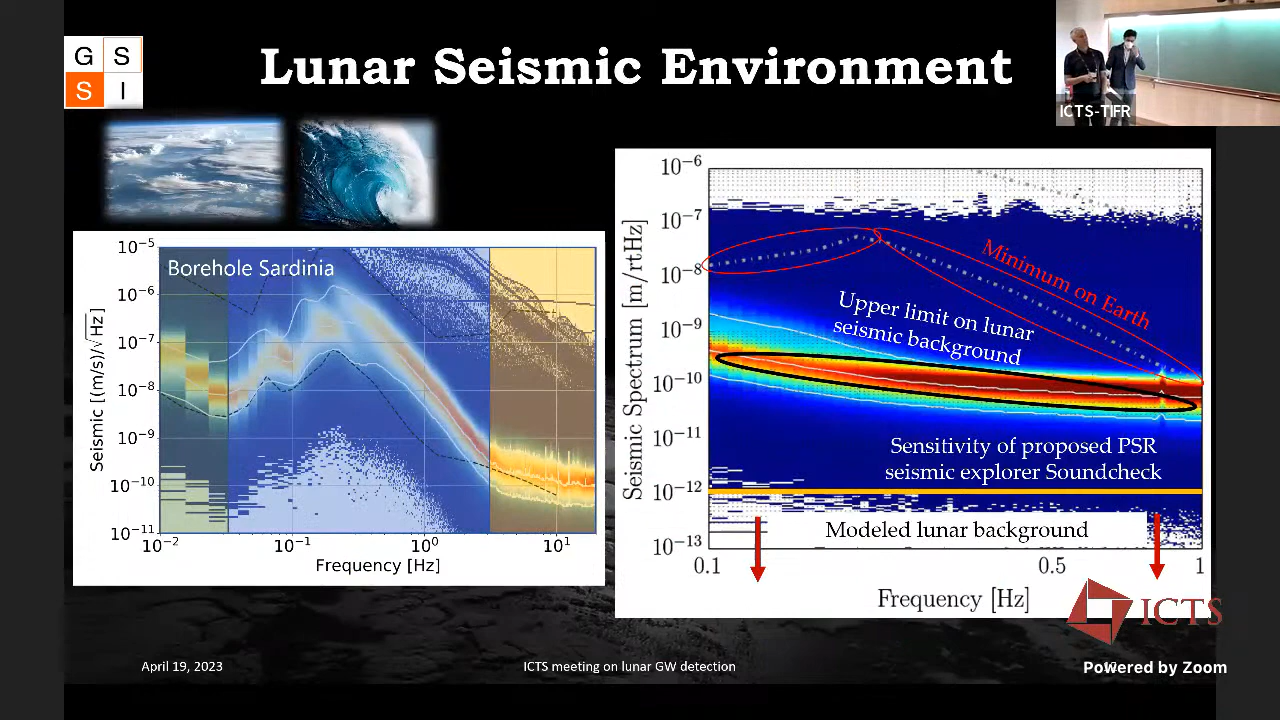 G S
S I
Lunar Seismic Environment
ICTS-TIFR
Borehole Sardinia
Seismic [(m/s)/√Hz]
10⁻⁵
10⁻⁶
10⁻⁷
10⁻⁸
10⁻⁹
10⁻¹⁰
10⁻¹¹
10⁻² 10⁻¹ 10⁰ 10¹
Frequency [Hz]
Seismic Spectrum [m/rtHz]
10⁻⁶
10⁻⁷
10⁻⁸
10⁻⁹
10⁻¹⁰
10⁻¹¹
10⁻¹²
10⁻¹³
Minimum on Earth
Upper limit on lunar
seismic background
Sensitivity of proposed PSR
seismic explorer Soundcheck
Modeled lunar background
0.1 0.5 1
Frequency [Hz]
ICTS
April 19, 2023
ICTS meeting on lunar GW detection
Powered by Zoom